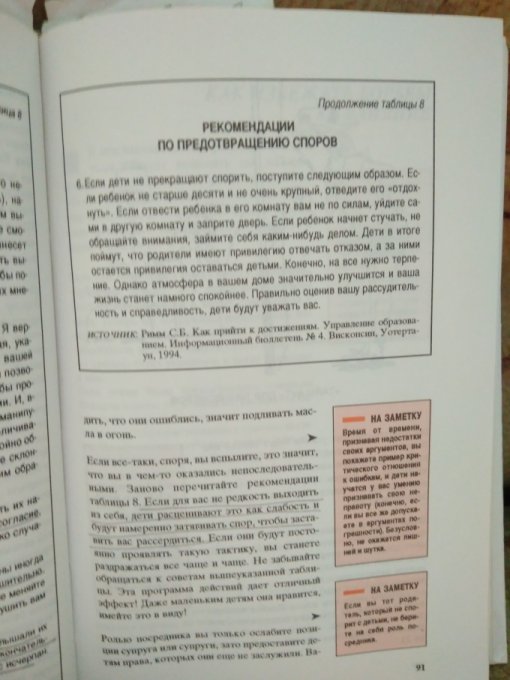 Продолжение таблицы 8
РЕКОМЕНДАЦИИ
ПО ПРЕДОТВРАЩЕНИЮ СПОРОВ
6. Если дети не прекращают спорить, поступите следующим образом. Ес-
ли ребенок не старше десяти и не очень крупный, отведите его «отдох-
нуть». Если отвести ребенка в его комнату вам не по силам, уйдите са-
ми в другую комнату и заприте дверь. Если ребенок начнет стучать, не
обращайте внимания, займите себя каким-нибудь делом. Дети в итоге
поймут, что родители имеют привилегию отвечать отказом, а за ними
остается привилегия оставаться детьми. Конечно, на все нужно терпе-
ние. Однако атмосфера в вашем доме значительно улучшится и ваша
жизнь станет намного спокойнее. Правильно оценив вашу рассудитель-
ность и справедливость, дети будут уважать вас.
ИСТОЧНИК: Римм С.Б. Как прийти к достижениям. Управление образова-
нием. Информационный бюллетень. № 4. Висконсин, Уотерта-
ун, 1994.
дить, что они ошиблись, значит подливать мас-
ла в огонь.
Если все-таки, споря, вы вспылите, это значит,
что вы в чем-то оказались непоследователь-
ными. Заново перечитайте рекомендации
таблицы 8. Если для вас не редкость выходить
из себя, дети расценивают это как слабость и
будут намеренно затягивать спор, чтобы заста-
вить вас рассердиться. Если они будут посто-
янно проявлять такую тактику, вы станете
раздражаться все чаще и чаще. Не забывайте
обращаться к советам вышеуказанной табли-
цы. Эта программа действий дает отличный
эффект! Даже маленьким детям она нравится,
имейте это в виду!
Ролью посредника вы только ослабите пози-
ции супруга или супруги, зато предоставите де-
тям права, которых они еще не заслужили. Ва-
НА ЗАМЕТКУ
Время от времени,
признавая недостатки
своих аргументов, вы
покажете пример кри-
тического отношения
к ошибкам, и дети на-
учатся у вас умению
признавать свою не-
правоту (конечно, ес-
ли вы все же допуска-
ете в аргументах по-
грешности). Безуслов-
но, не окажется лиш-
ней и шутка.
НА ЗАМЕТКУ
Если вы тот роди-
тель, который не спо-
рит с детьми, не бери-
те на себя роль по-
средника.
91